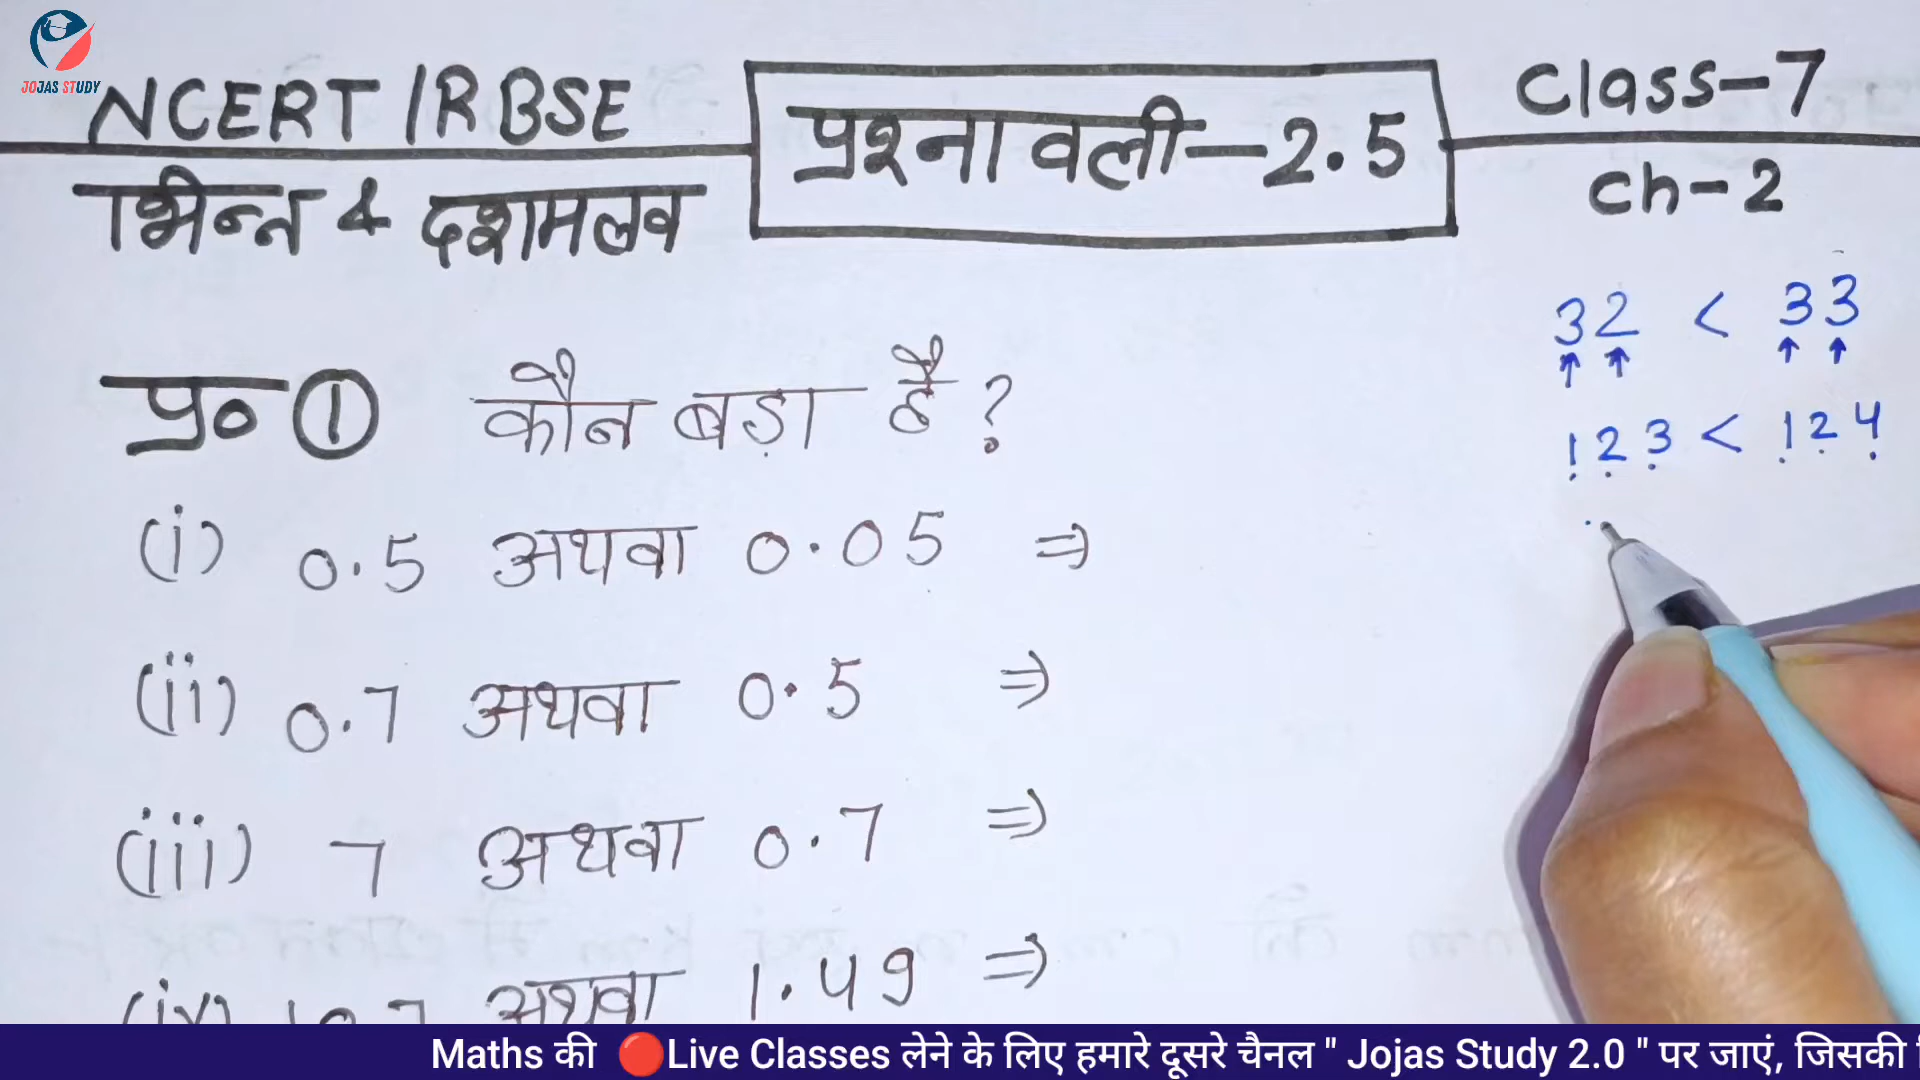 JOJAS STUDY
NCERT / RBSE
भिन्न & दशमलव
प्रश्नावली-2.5
Class-7
Ch-2
32 < 33
123 < 124
प्र० ① कौन बड़ा है ?
(i) 0.5 अथवा 0.05 ⇒
(ii) 0.7 अथवा 0.5 ⇒
(iii) 7 अथवा 0.7 ⇒
(iv) अथवा 1.49 ⇒
Maths की 🔴Live Classes लेने के लिए हमारे दूसरे चैनल " Jojas Study 2.0 " पर जाएं, जिसकी